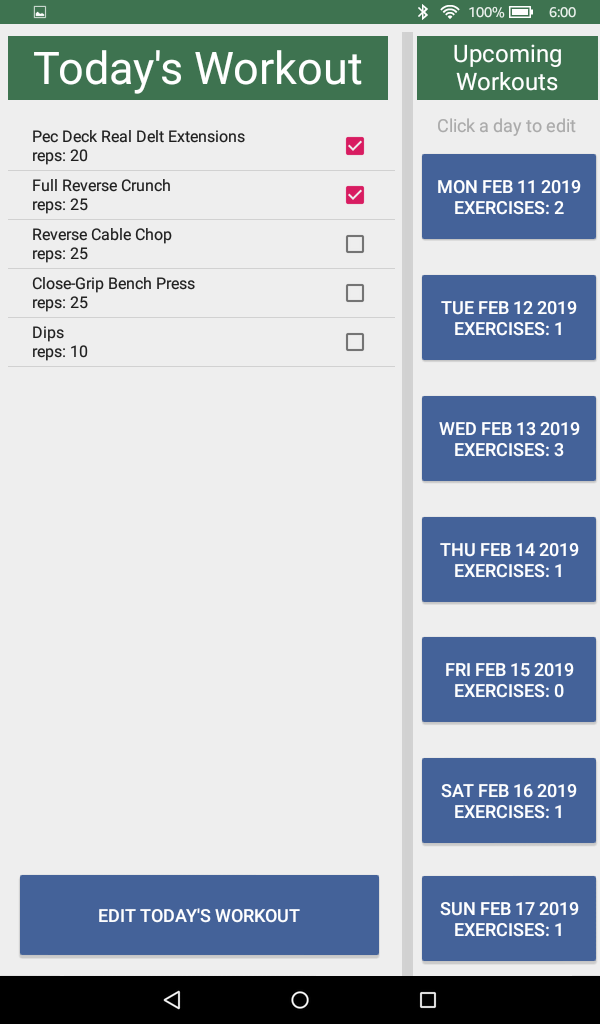 100% 6:00
Today's Workout
Pec Deck Real Delt Extensions
reps: 20
Full Reverse Crunch
reps: 25
Reverse Cable Chop
reps: 25
Close-Grip Bench Press
reps: 25
Dips
reps: 10
EDIT TODAY'S WORKOUT
Upcoming
Workouts
Click a day to edit
MON FEB 11 2019
EXERCISES: 2
TUE FEB 12 2019
EXERCISES: 1
WED FEB 13 2019
EXERCISES: 3
THU FEB 14 2019
EXERCISES: 1
FRI FEB 15 2019
EXERCISES: 0
SAT FEB 16 2019
EXERCISES: 1
SUN FEB 17 2019
EXERCISES: 1